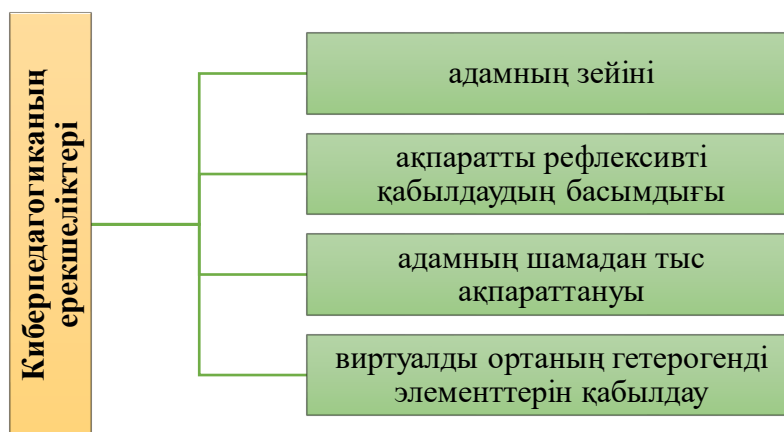 Киберпедагогиканың
ерекшеліктері
адамның зейіні
ақпаратты рефлексивті
қабылдаудың басымдығы
адамның шамадан тыс
ақпараттануы
виртуалды ортаның гетерогенді
элементтерін қабылдау